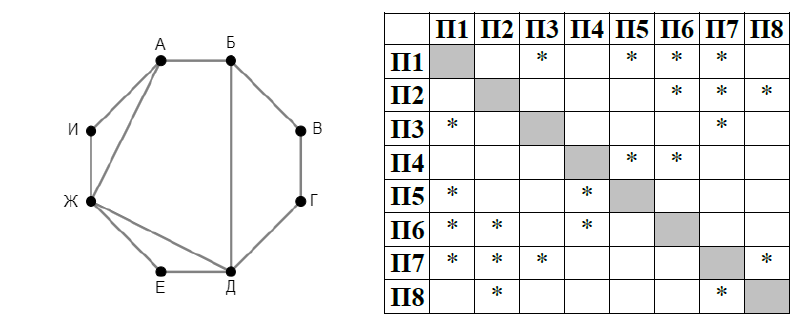 А Б
И В
Ж Г
Е Д
П1 П2 П3 П4 П5 П6 П7 П8
П1 * * * *
П2 * * *
П3 * *
П4 * *
П5 * *
П6 * * *
П7 * * * *
П8 * *